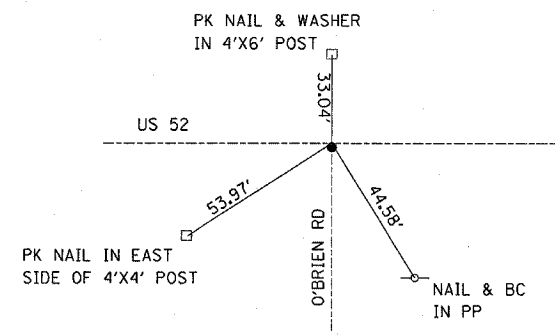 PK NAIL & WASHER
IN 4'X6' POST
33.04'
US 52
53.97'
44.58'
O'BRIEN RD
PK NAIL IN EAST
SIDE OF 4'X4' POST
NAIL & BC
IN PP